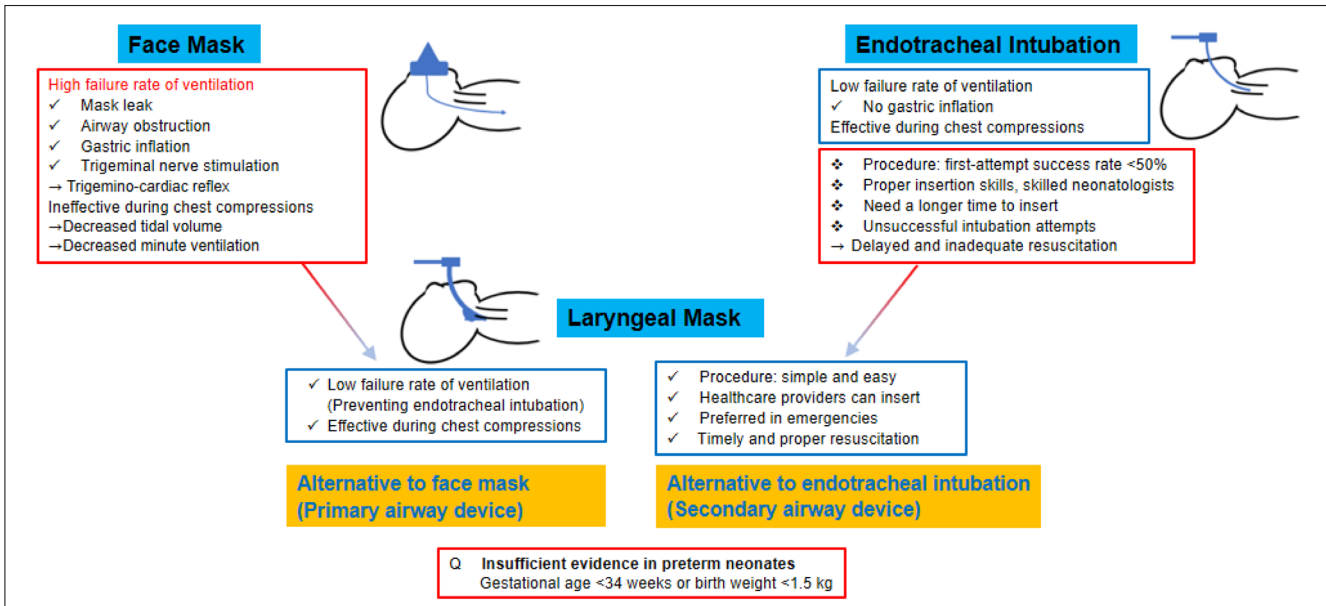 Face Mask
High failure rate of ventilation
✓ Mask leak
✓ Airway obstruction
✓ Gastric inflation
✓ Trigeminal nerve stimulation
→ Trigemino-cardiac reflex
Ineffective during chest compressions
→Decreased tidal volume
→Decreased minute ventilation
Endotracheal Intubation
Low failure rate of ventilation
✓ No gastric inflation
Effective during chest compressions
❖ Procedure: first-attempt success rate <50%
❖ Proper insertion skills, skilled neonatologists
❖ Need a longer time to insert
❖ Unsuccessful intubation attempts
→ Delayed and inadequate resuscitation
Laryngeal Mask
✓ Low failure rate of ventilation
(Preventing endotracheal intubation)
✓ Effective during chest compressions
✓ Procedure: simple and easy
✓ Healthcare providers can insert
✓ Preferred in emergencies
✓ Timely and proper resuscitation
Alternative to face mask
(Primary airway device)
Alternative to endotracheal intubation
(Secondary airway device)
Q Insufficient evidence in preterm neonates
Gestational age <34 weeks or birth weight <1.5 kg